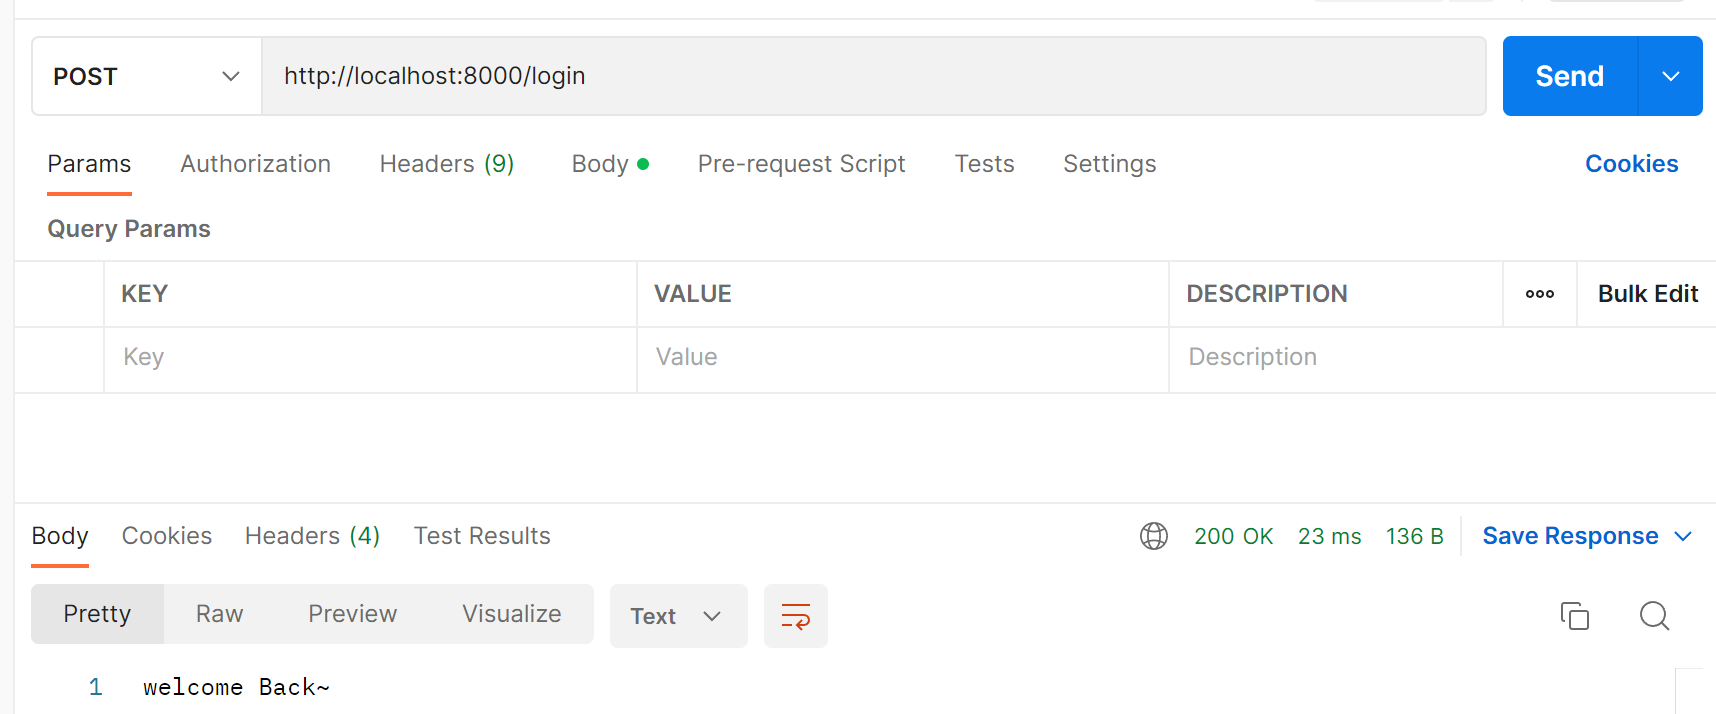 POST http://localhost:8000/login Send
Params Authorization Headers (9) Body Pre-request Script Tests Settings Cookies
Query Params
KEY VALUE DESCRIPTION Bulk Edit
Key Value Description
Body Cookies Headers (4) Test Results 200 OK 23 ms 136 B Save Response
Pretty Raw Preview Visualize Text
1 welcome Back~